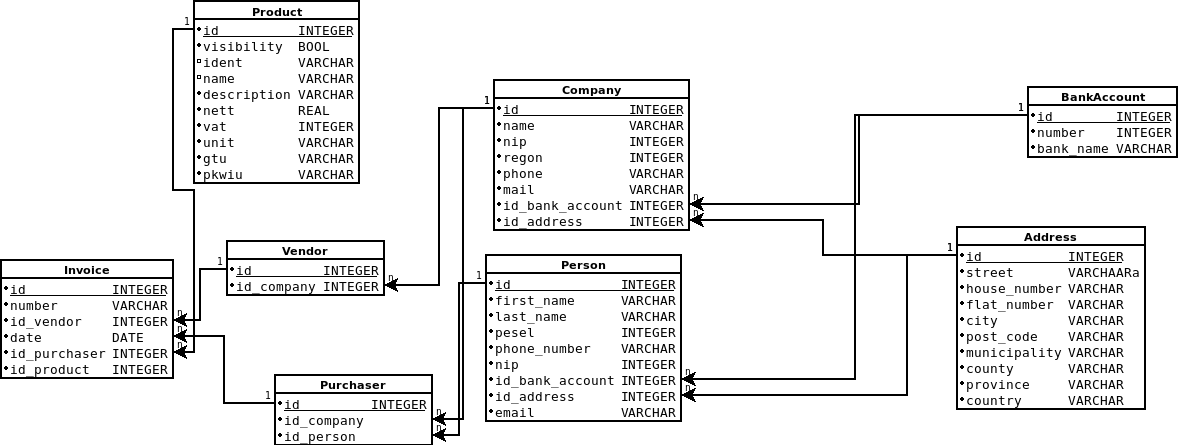 Product
id INTEGER
visibility BOOL
ident VARCHAR
name VARCHAR
description VARCHAR
nett REAL
vat INTEGER
unit VARCHAR
gtu VARCHAR
pkwiu VARCHAR
1
Company
id INTEGER
name VARCHAR
nip INTEGER
regon INTEGER
phone VARCHAR
mail VARCHAR
id_bank_account INTEGER
id_address INTEGER
1
n
n
BankAccount
id INTEGER
number INTEGER
bank_name VARCHAR
1
Vendor
id INTEGER
id_company INTEGER
1
n
Invoice
id INTEGER
number VARCHAR
id_vendor INTEGER
date DATE
id_purchaser INTEGER
id_product INTEGER
n
n
n
Person
id INTEGER
first_name VARCHAR
last_name VARCHAR
pesel INTEGER
phone_number VARCHAR
nip INTEGER
id_bank_account INTEGER
id_address INTEGER
email VARCHAR
1
n
n
Address
id INTEGER
street VARCHAARa
house_number VARCHAR
flat_number VARCHAR
city VARCHAR
post_code VARCHAR
municipality VARCHAR
county VARCHAR
province VARCHAR
country VARCHAR
1
Purchaser
id INTEGER
id_company
id_person
1
n
n